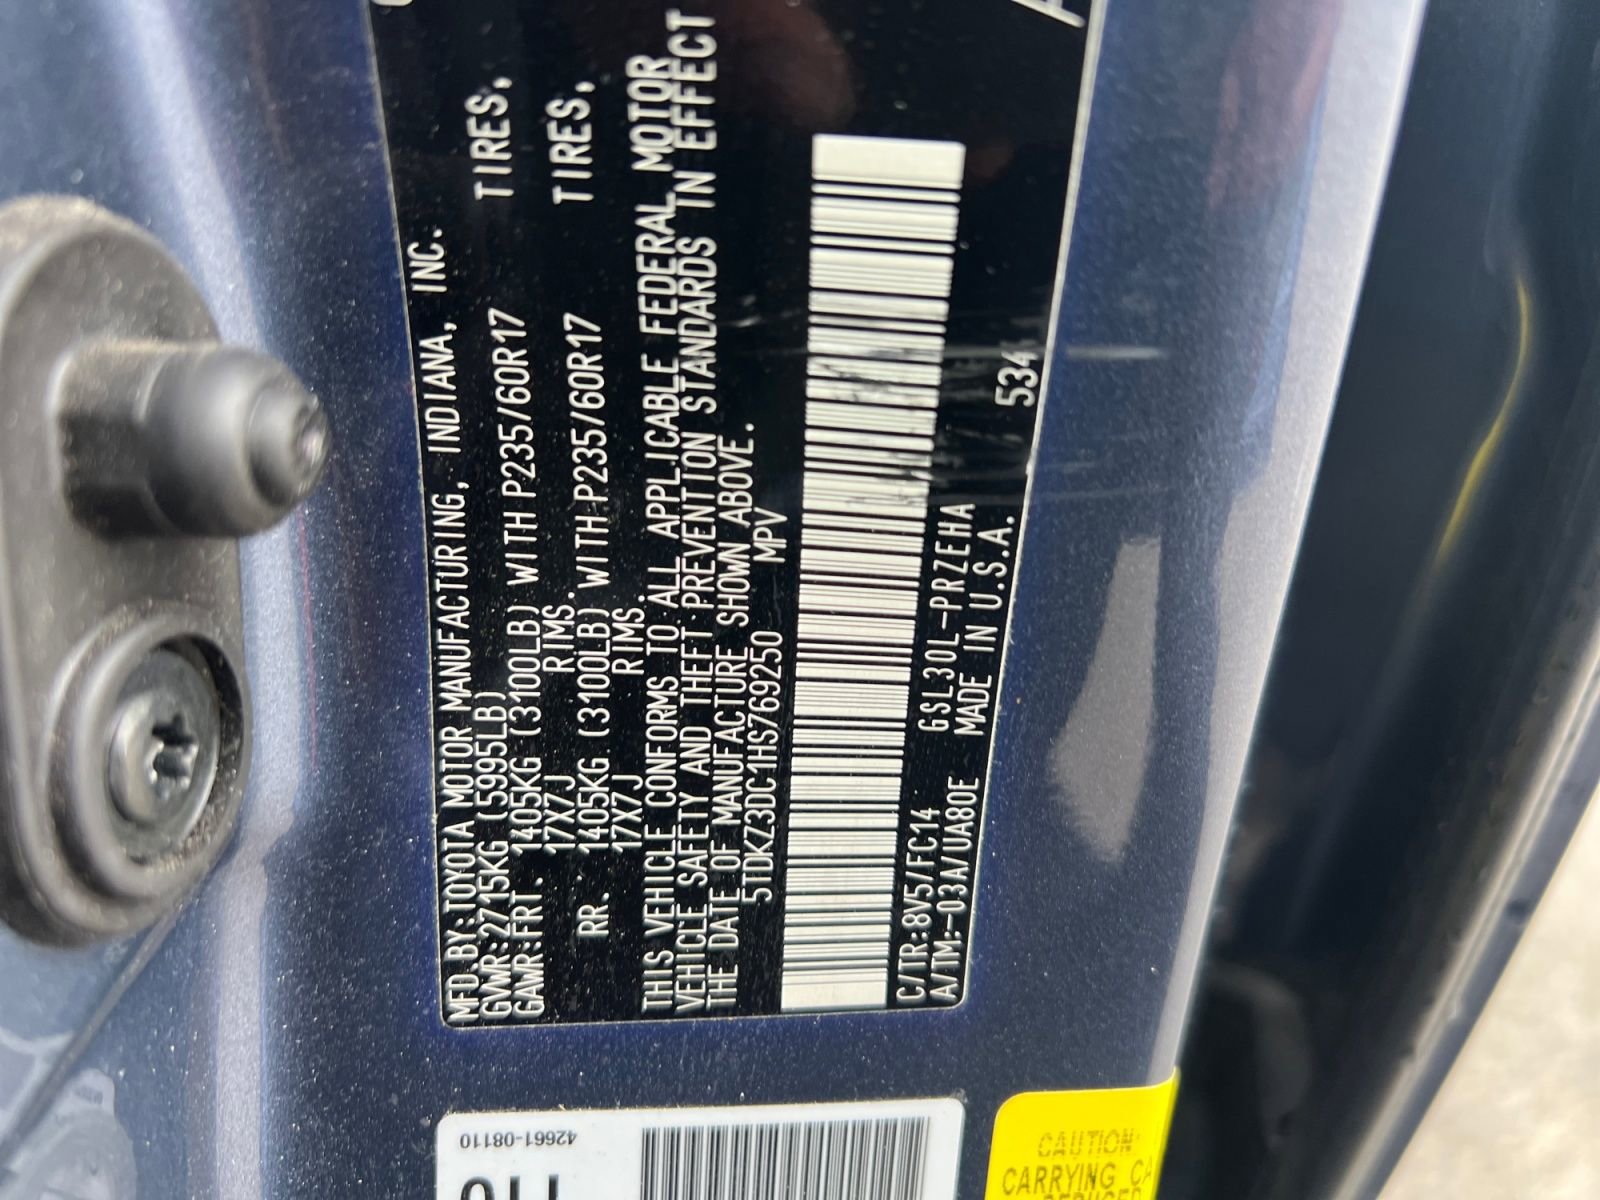 MFD.BY:TOYOTA MOTOR MANUFACTURING, INDIANA, INC.
GVWR:2715KG (5995LB)
GAWR:FRT. 1405KG (3100LB) WITH P235/60R17 TIRES,
17X7J RIMS.
RR. 1405KG (3100LB) WITH P235/60R17 TIRES,
17X7J RIMS.
THIS VEHICLE CONFORMS TO ALL APPLICABLE FEDERAL MOTOR
VEHICLE SAFETY AND THEFT PREVENTION STANDARDS IN EFFECT
THE DATE OF MANUFACTURE SHOWN ABOVE.
5TDKZ3DC1HS769250 MPV
C/TR:8V5/FC14 GSL30L-PRZEHA
A/TM:-03A/UA80E MADE IN U.S.A. 534
42661-08110
CAUTION:
CARRYING